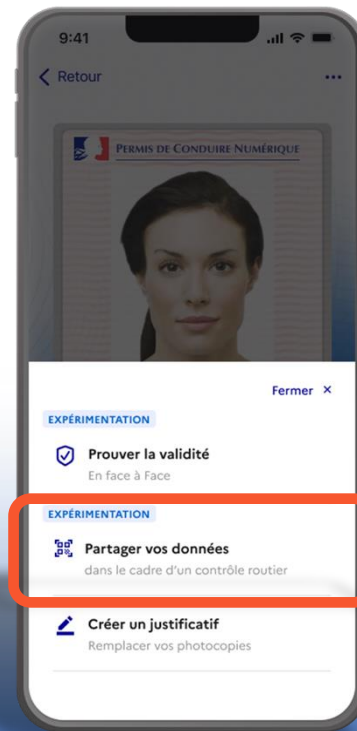 9:41
Retour
PERMIS DE CONDUIRE NUMÉRIQUE
Fermer ×
EXPÉRIMENTATION
Prouver la validité
En face à Face
EXPÉRIMENTATION
Partager vos données
dans le cadre d'un contrôle routier
Créer un justificatif
Remplacer vos photocopies